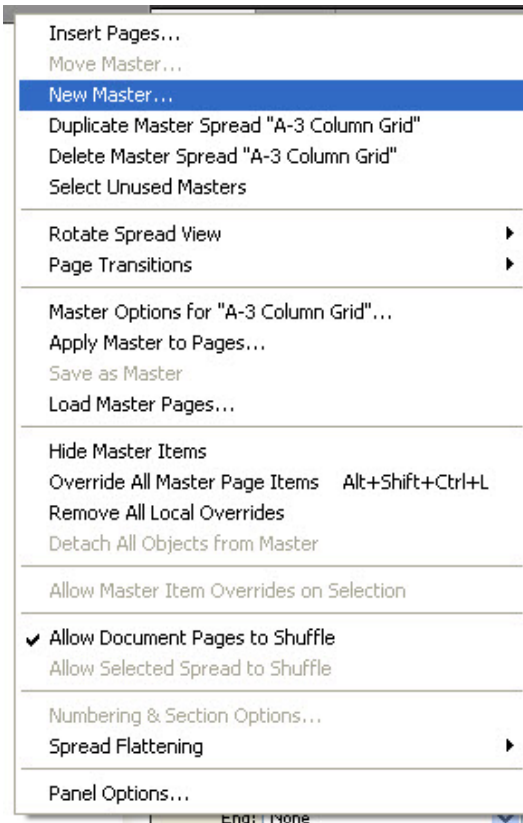 Insert Pages...
Move Master...
New Master...
Duplicate Master Spread "A-3 Column Grid"
Delete Master Spread "A-3 Column Grid"
Select Unused Masters
Rotate Spread View
Page Transitions
Master Options for "A-3 Column Grid"...
Apply Master to Pages...
Save as Master
Load Master Pages...
Hide Master Items
Override All Master Page Items Alt+Shift+Ctrl+L
Remove All Local Overrides
Detach All Objects from Master
Allow Master Item Overrides on Selection
Allow Document Pages to Shuffle
Allow Selected Spread to Shuffle
Numbering & Section Options...
Spread Flattening
Panel Options...
End: None